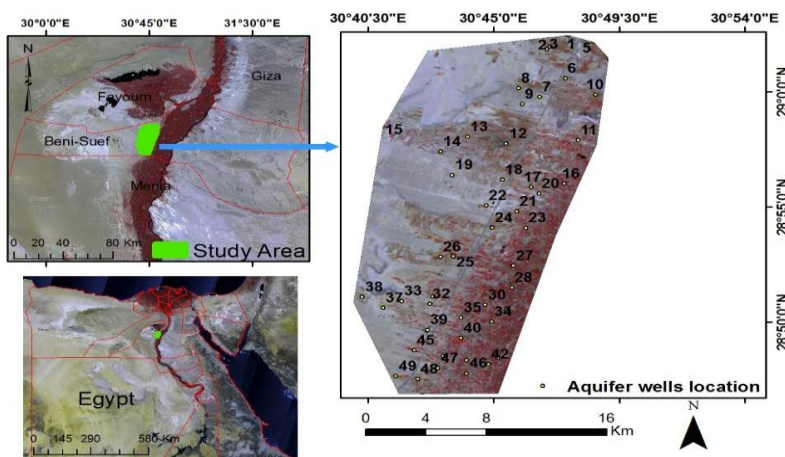 30°0'0"E 30°45'0"E 31°30'0"E
N
Giza
Fayoum
Beni-Suef
Menia
0 20 40 80 Km
Study Area
Egypt
0 145 290 580 Km
30°40'30"E 30°45'0"E 30°49'30"E 30°54'0"E
29°0'0"N
28°55'0"N
28°50'0"N
2 3 1 5
6
8 7 10
9
11
15 13 12
14
19 18 17 16
20
22 21
24 23
26
25 27
28
38 33 32 30
37 35 34
39 40
45
47 46 42
49 48
Aquifer wells location
0 4 8 16
Km
N